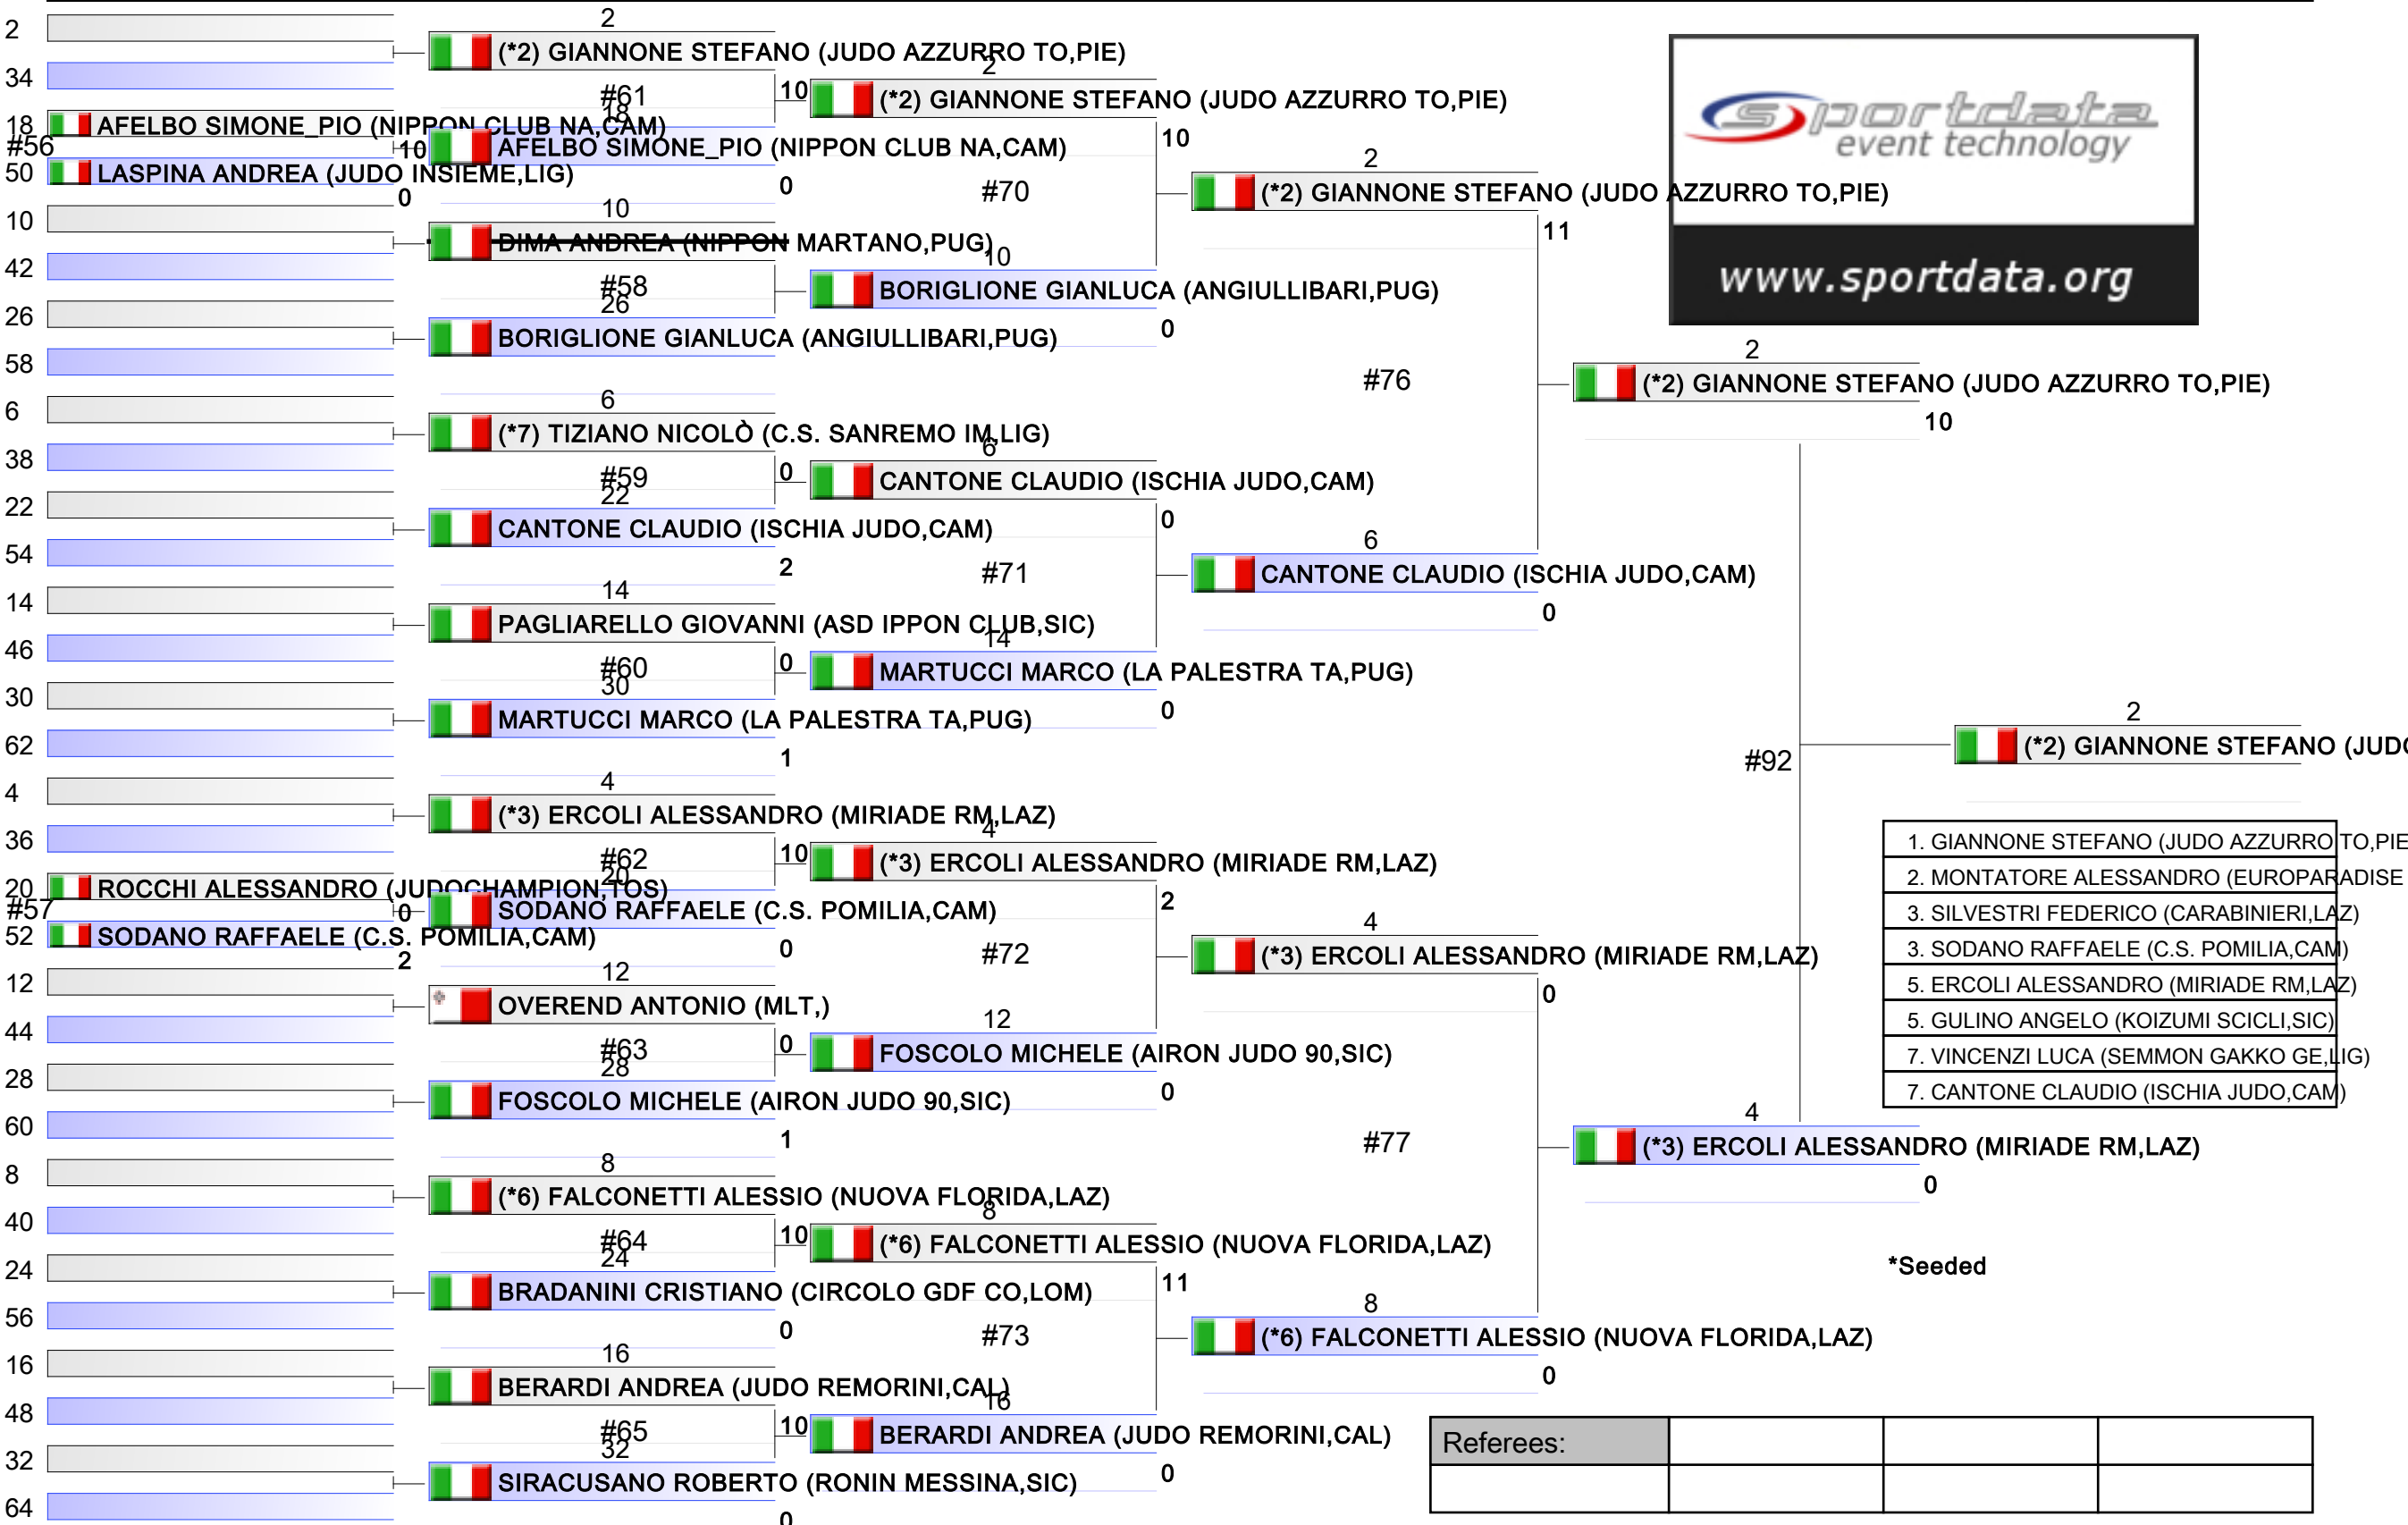 2
34
18
#56
50
10
42
26
58
6
38
22
54
14
46
30
62
4
36
20
#57
52
12
44
28
60
8
40
24
56
16
48
32
64
AFELBO SIMONE_PIO (NIPPON CLUB NA,CAM)
10
LASPINA ANDREA (JUDO INSIEME,LIG)
0
ROCCHI ALESSANDRO (JUDOCHAMPION,TOS)
0
SODANO RAFFAELE (C.S. POMILIA,CAM)
2
2
(*2) GIANNONE STEFANO (JUDO AZZURRO TO,PIE)
#61
10
18
AFELBO SIMONE_PIO (NIPPON CLUB NA,CAM)
0
10
DIMA ANDREA (NIPPON MARTANO,PUG)
#58
26
BORIGLIONE GIANLUCA (ANGIULLIBARI,PUG)
6
(*7) TIZIANO NICOLÒ (C.S. SANREMO IM,LIG)
#59
0
22
CANTONE CLAUDIO (ISCHIA JUDO,CAM)
2
14
PAGLIARELLO GIOVANNI (ASD IPPON CLUB,SIC)
#60
0
30
MARTUCCI MARCO (LA PALESTRA TA,PUG)
1
4
(*3) ERCOLI ALESSANDRO (MIRIADE RM,LAZ)
#62
10
20
SODANO RAFFAELE (C.S. POMILIA,CAM)
0
12
OVEREND ANTONIO (MLT,)
#63
0
28
FOSCOLO MICHELE (AIRON JUDO 90,SIC)
1
8
(*6) FALCONETTI ALESSIO (NUOVA FLORIDA,LAZ)
#64
10
24
BRADANINI CRISTIANO (CIRCOLO GDF CO,LOM)
0
16
BERARDI ANDREA (JUDO REMORINI,CAL)
#65
10
32
SIRACUSANO ROBERTO (RONIN MESSINA,SIC)
0
2
(*2) GIANNONE STEFANO (JUDO AZZURRO TO,PIE)
10
#70
10
BORIGLIONE GIANLUCA (ANGIULLIBARI,PUG)
0
6
CANTONE CLAUDIO (ISCHIA JUDO,CAM)
0
#71
14
MARTUCCI MARCO (LA PALESTRA TA,PUG)
0
4
(*3) ERCOLI ALESSANDRO (MIRIADE RM,LAZ)
2
#72
12
FOSCOLO MICHELE (AIRON JUDO 90,SIC)
0
8
(*6) FALCONETTI ALESSIO (NUOVA FLORIDA,LAZ)
11
#73
16
BERARDI ANDREA (JUDO REMORINI,CAL)
0
2
(*2) GIANNONE STEFANO (JUDO AZZURRO TO,PIE)
11
#76
6
CANTONE CLAUDIO (ISCHIA JUDO,CAM)
0
4
(*3) ERCOLI ALESSANDRO (MIRIADE RM,LAZ)
0
#77
8
(*6) FALCONETTI ALESSIO (NUOVA FLORIDA,LAZ)
0
sportdata
event technology
www.sportdata.org
2
(*2) GIANNONE STEFANO (JUDO AZZURRO TO,PIE)
10
#92
4
(*3) ERCOLI ALESSANDRO (MIRIADE RM,LAZ)
0
2
(*2) GIANNONE STEFANO (JUDO
1. GIANNONE STEFANO (JUDO AZZURRO TO,PIE
2. MONTATORE ALESSANDRO (EUROPARADISE
3. SILVESTRI FEDERICO (CARABINIERI,LAZ)
3. SODANO RAFFAELE (C.S. POMILIA,CAM)
5. ERCOLI ALESSANDRO (MIRIADE RM,LAZ)
5. GULINO ANGELO (KOIZUMI SCICLI,SIC)
7. VINCENZI LUCA (SEMMON GAKKO GE,LIG)
7. CANTONE CLAUDIO (ISCHIA JUDO,CAM)
*Seeded
Referees: